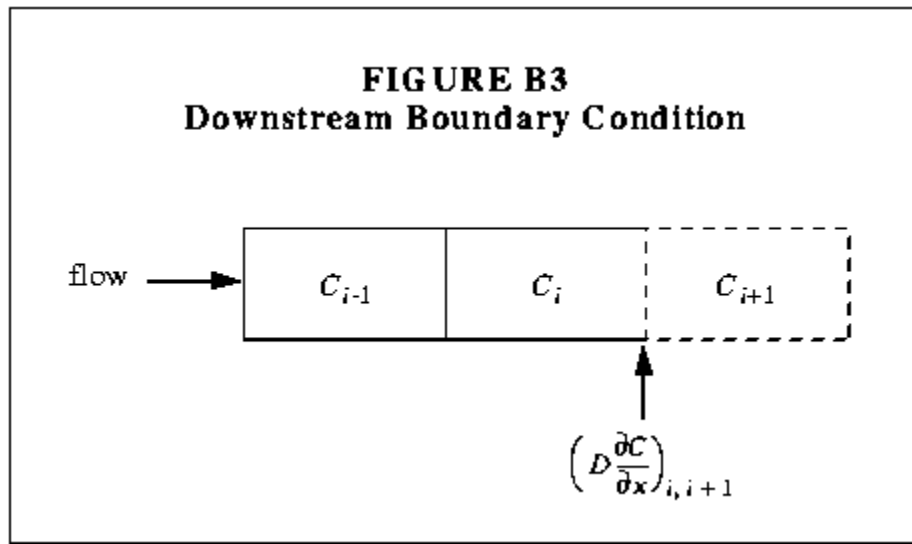 FIGURE B3
Downstream Boundary Condition
flow
C_{i-1} C_i C_{i+1}
(D ∂C/∂x)_{i, i+1}